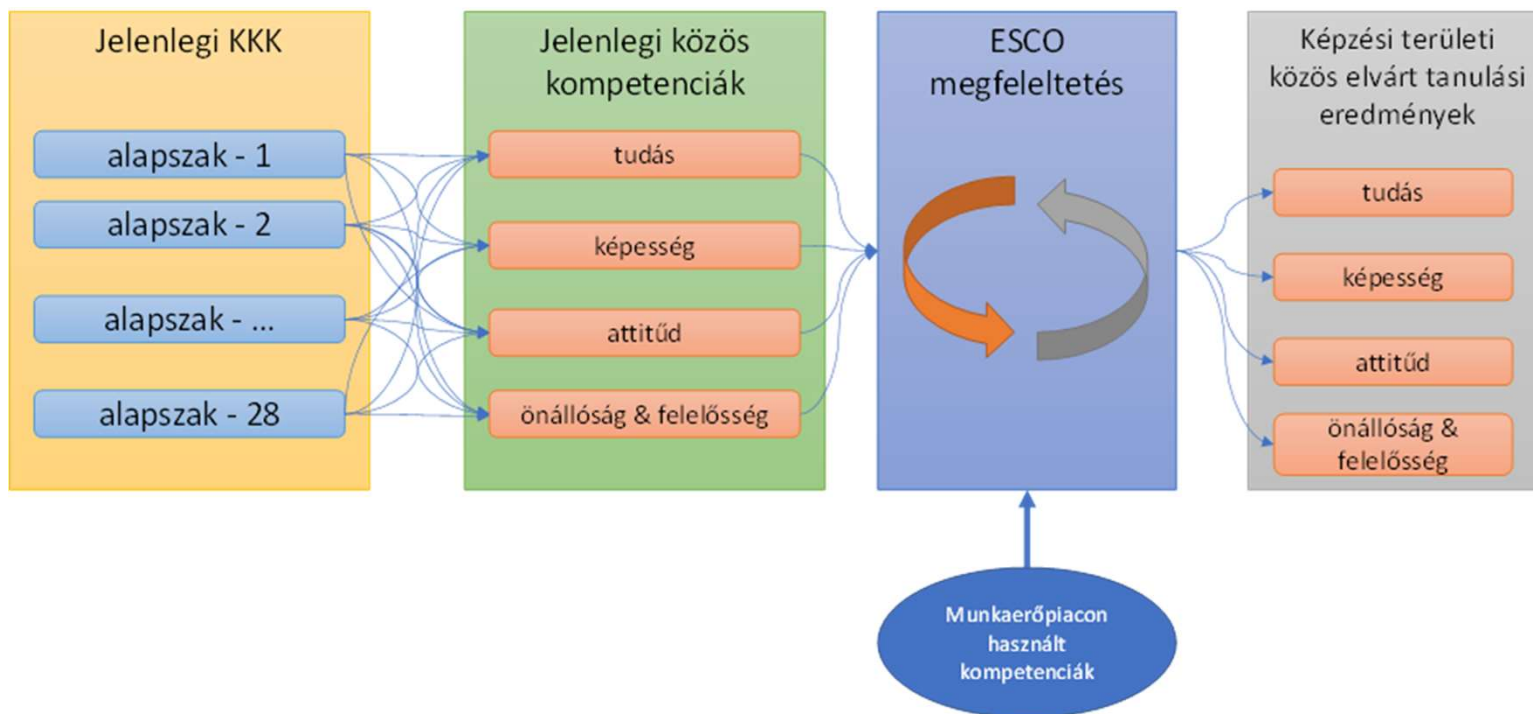 Jelenlegi KKK
alapszak - 1
alapszak - 2
alapszak - ...
alapszak - 28
Jelenlegi közös
kompetenciák
tudás
képesség
attitűd
önállóság & felelősség
ESCO
megfeleltetés
Munkaerőpiacon
használt
kompetenciák
Képzési területi
közös elvárt tanulási
eredmények
tudás
képesség
attitűd
önállóság &
felelősség